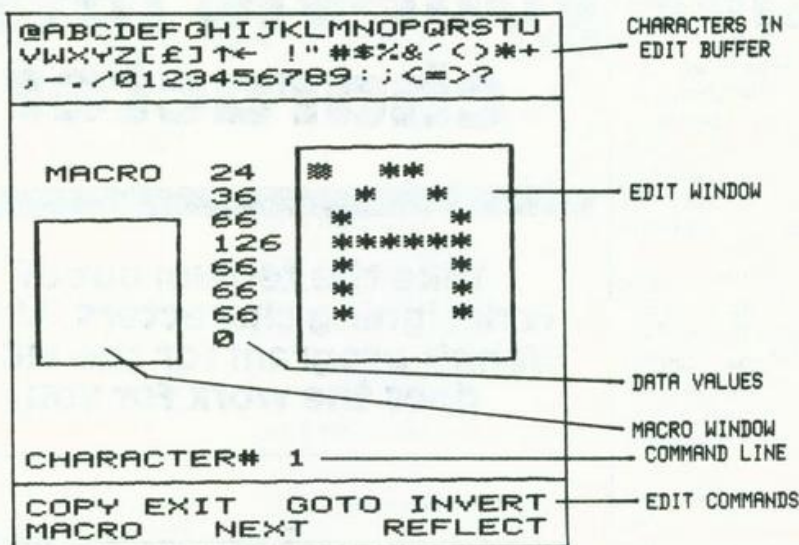 @ABCDEFGHIJKLMNOPQRSTU
VWXYZ[£]↑← !"#$%&´()*+
,-./0123456789:;<=>?
CHARACTERS IN
EDIT BUFFER
MACRO 24 ▒ **
36 * *
66 * *
126 ******
66 * *
66 * *
66 * *
0
EDIT WINDOW
DATA VALUES
MACRO WINDOW
CHARACTER# 1
COMMAND LINE
COPY EXIT GOTO INVERT
MACRO NEXT REFLECT
EDIT COMMANDS